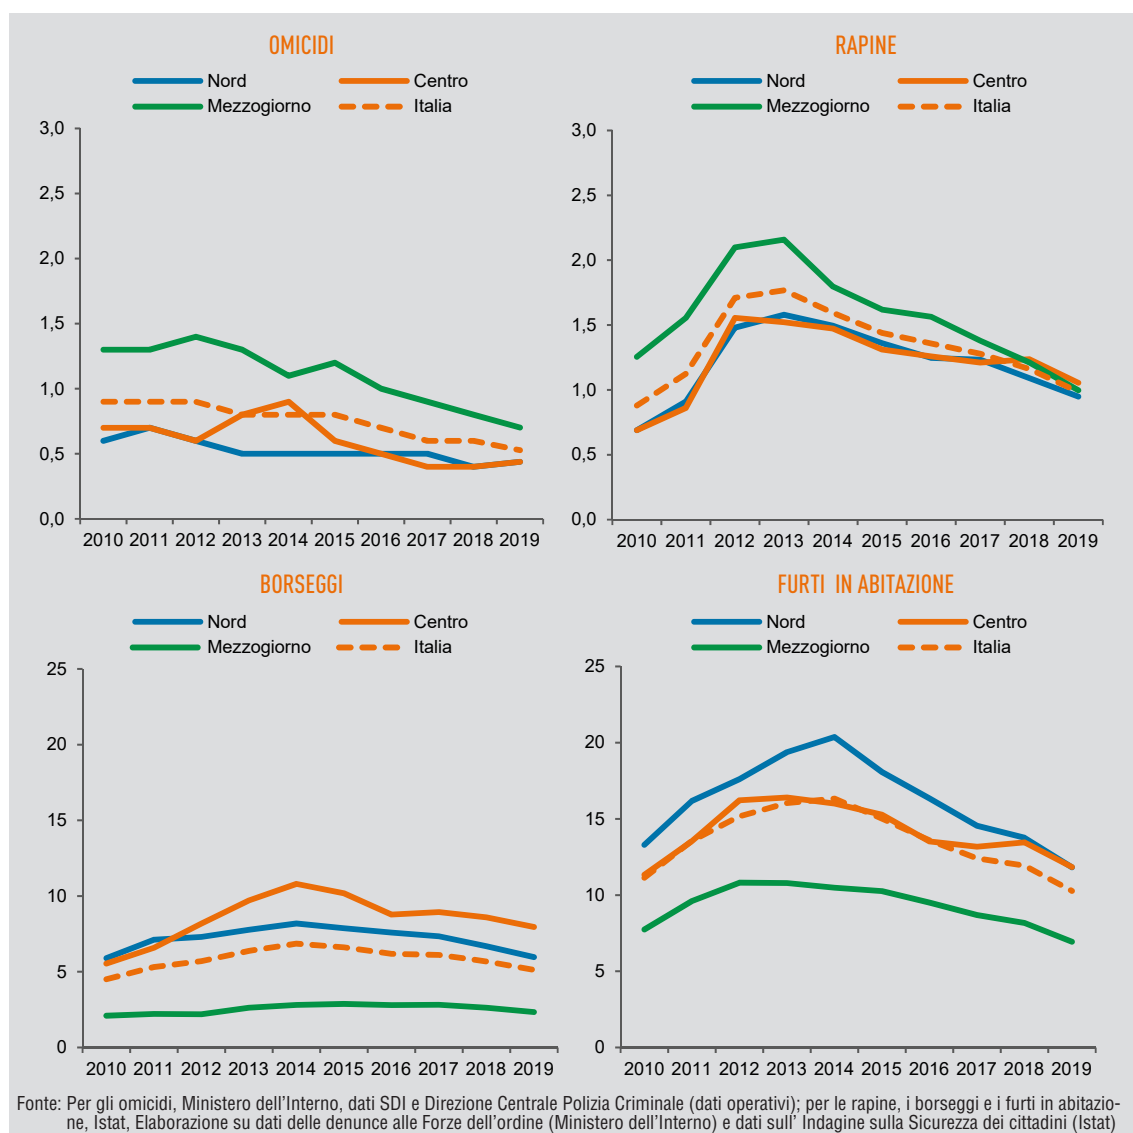 OMICIDI
Nord Centro
Mezzogiorno Italia
3,0
2,5
2,0
1,5
1,0
0,5
0,0
2010 2011 2012 2013 2014 2015 2016 2017 2018 2019
RAPINE
Nord Centro
Mezzogiorno Italia
3,0
2,5
2,0
1,5
1,0
0,5
0,0
2010 2011 2012 2013 2014 2015 2016 2017 2018 2019
BORSEGGI
Nord Centro
Mezzogiorno Italia
25
20
15
10
5
0
2010 2011 2012 2013 2014 2015 2016 2017 2018 2019
FURTI IN ABITAZIONE
Nord Centro
Mezzogiorno Italia
25
20
15
10
5
0
2010 2011 2012 2013 2014 2015 2016 2017 2018 2019
Fonte: Per gli omicidi, Ministero dell'Interno, dati SDI e Direzione Centrale Polizia Criminale (dati operativi); per le rapine, i borseggi e i furti in abitazio-
ne, Istat, Elaborazione su dati delle denunce alle Forze dell'ordine (Ministero dell'Interno) e dati sull' Indagine sulla Sicurezza dei cittadini (Istat)